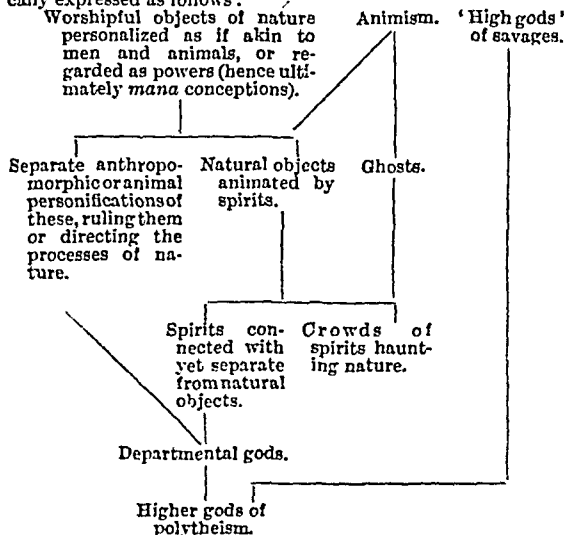 cally expressed as follows:
Worshipful objects of nature
personalized as if akin to
men and animals, or re-
garded as powers (hence ulti-
mately mana conceptions).
Animism.
'High gods'
of savages.
Separate anthropo-
morphic or animal
personifications of
these, ruling them
or directing the
processes of na-
ture.
Natural objects
animated by
spirits.
Ghosts.
Spirits con-
nected with
yet separate
from natural
objects.
Crowds of
spirits haunt-
ing nature.
Departmental gods.
Higher gods of
polytheism.